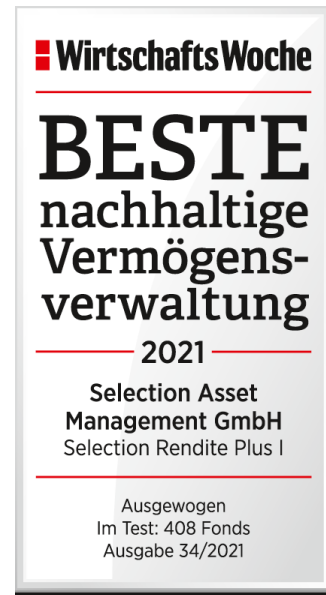 WirtschaftsWoche
BESTE
nachhaltige
Vermögens-
verwaltung
2021
Selection Asset
Management GmbH
Selection Rendite Plus I
Ausgewogen
Im Test: 408 Fonds
Ausgabe 34/2021